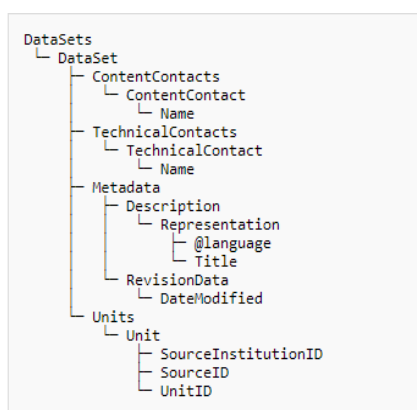 DataSets
DataSet
ContentContacts
ContentContact
Name
TechnicalContacts
TechnicalContact
Name
Metadata
Description
Representation
@language
Title
RevisionData
DateModified
Units
Unit
SourceInstitutionID
SourceID
UnitID